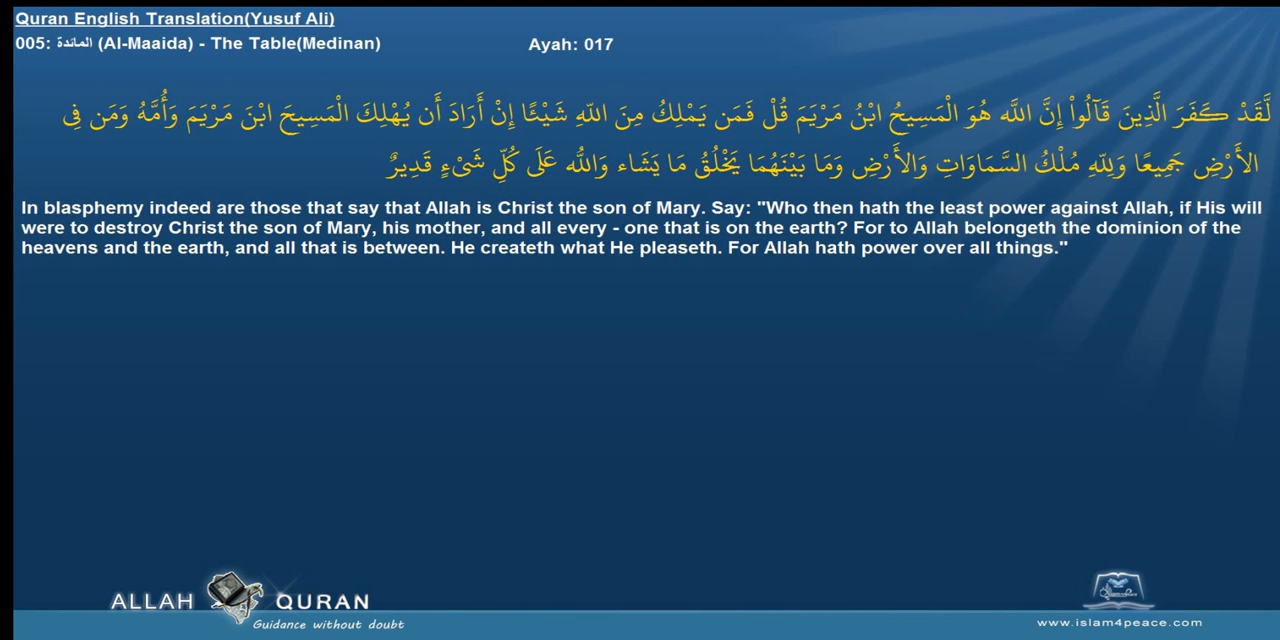 Quran English Translation(Yusuf Ali)
005: المائدة (Al-Maaida) - The Table(Medinan) Ayah: 017
لَّقَدْ كَفَرَ الَّذِينَ قَآلُواْ إِنَّ اللَّه هُوَ الْمَسِيحُ ابْنُ مَرْيَمَ قُلْ فَمَن يَمْلِكُ مِنَ اللّهِ شَيْئًا إِنْ أَرَادَ أَن يُهْلِكَ الْمَسِيحَ ابْنَ مَرْيَمَ وَأُمَّهُ وَمَن فِي
الأَرْضِ جَمِيعًا وَلِلّهِ مُلْكُ السَّمَاوَاتِ وَالأَرْضِ وَمَا بَيْنَهُمَا يَخْلُقُ مَا يَشَاء وَاللّه عَلَى كُلِّ شَيْءٍ قَدِيرٌ
In blasphemy indeed are those that say that Allah is Christ the son of Mary. Say: "Who then hath the least power against Allah, if His will
were to destroy Christ the son of Mary, his mother, and all every - one that is on the earth? For to Allah belongeth the dominion of the
heavens and the earth, and all that is between. He createth what He pleaseth. For Allah hath power over all things."
ALLAH QURAN
Guidance without doubt
www.islam4peace.com